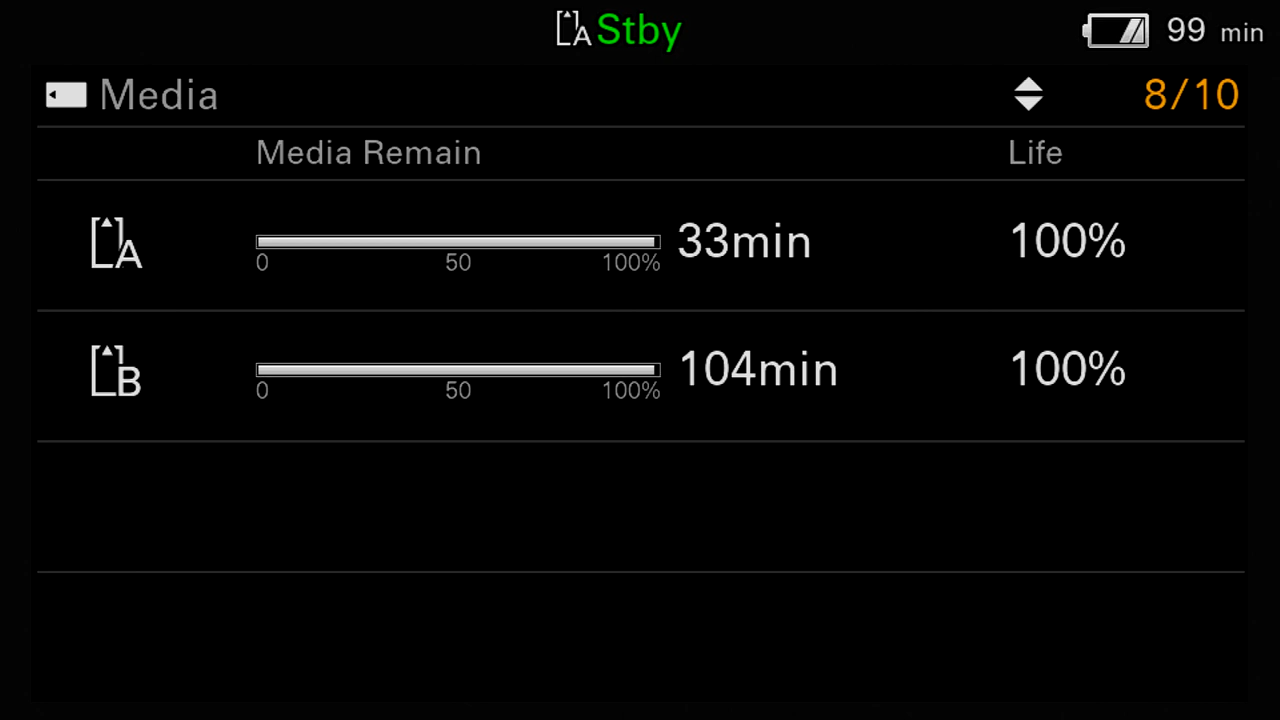 A Stby 99 min
Media 8/10
Media Remain Life
A 33min 100%
0 50 100%
B 104min 100%
0 50 100%